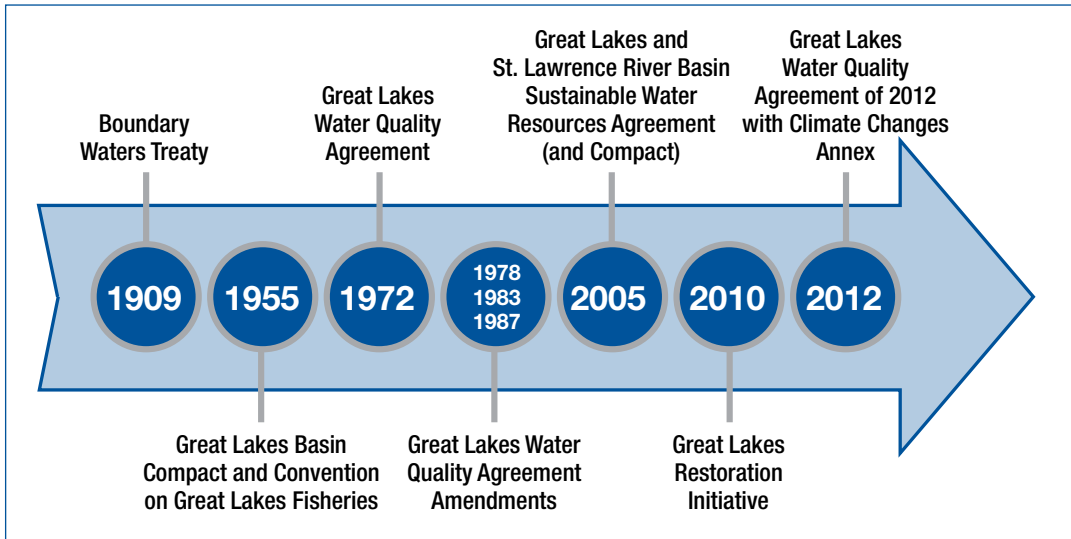 Boundary
Waters Treaty
Great Lakes
Water Quality
Agreement
Great Lakes and
St. Lawrence River Basin
Sustainable Water
Resources Agreement
(and Compact)
Great Lakes
Water Quality
Agreement of 2012
with Climate Changes
Annex
1909
1955
1972
1978
1983
1987
2005
2010
2012
Great Lakes Basin
Compact and Convention
on Great Lakes Fisheries
Great Lakes Water
Quality Agreement
Amendments
Great Lakes
Restoration
Initiative